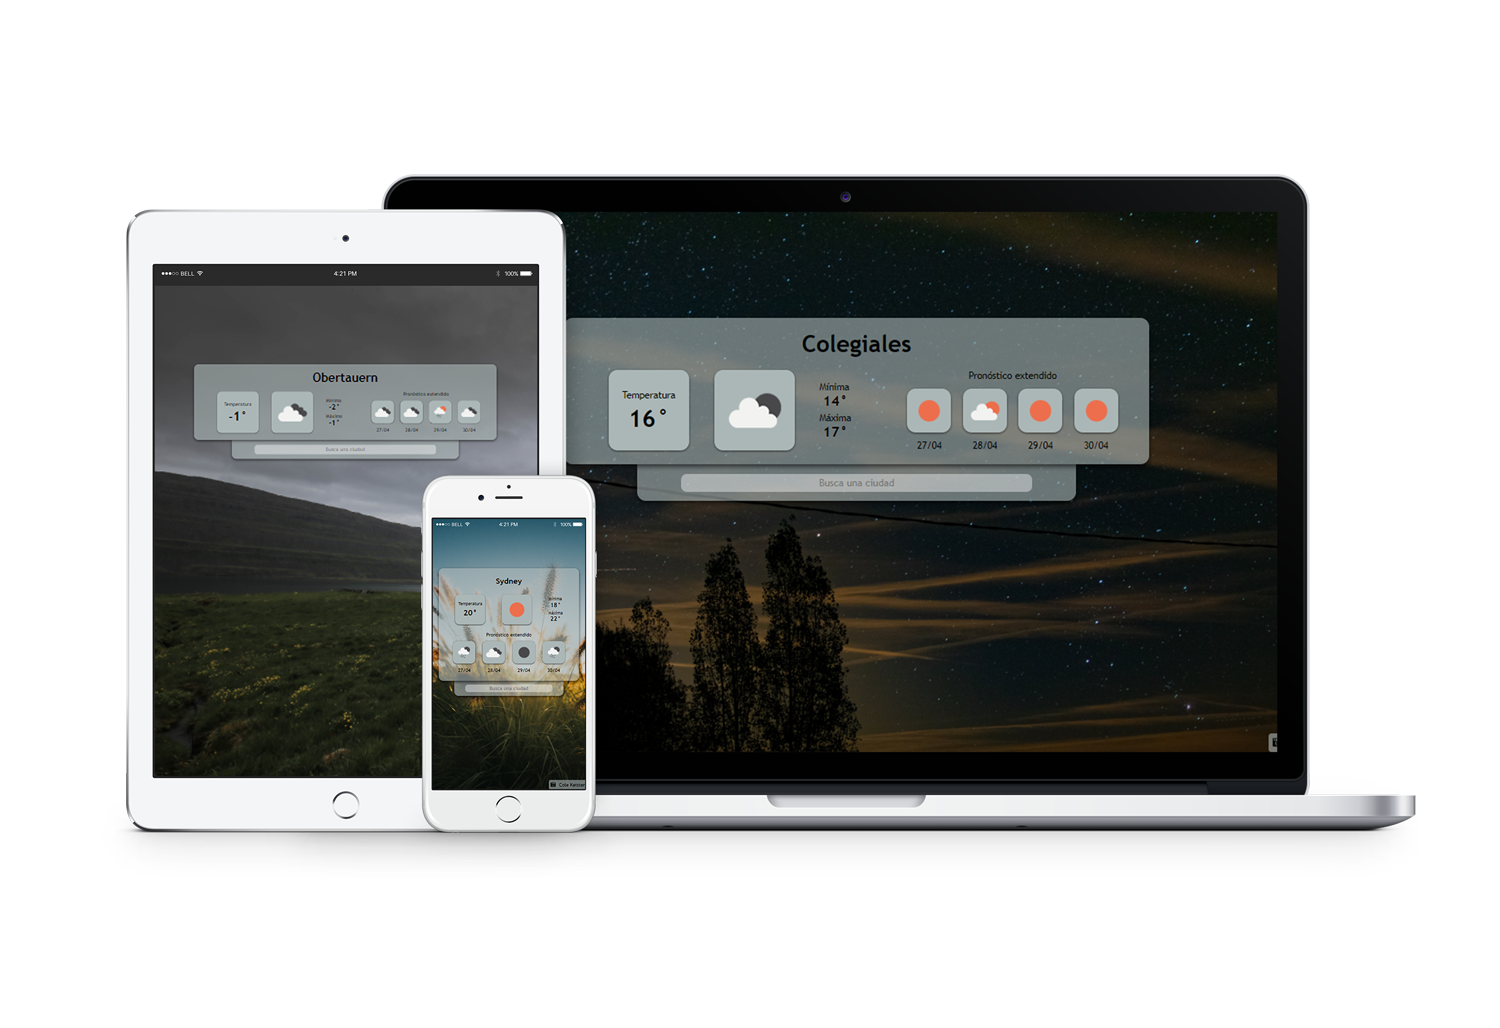 BELL 4:21 PM 100%
Obertauern
Temperatura
-1°
Mínima
-2°
Máxima
-1°
Pronóstico extendido
27/04 28/04 29/04 30/04
Busca una ciudad
BELL 4:21 PM 100%
Sydney
Temperatura
20°
Mínima
18°
Máxima
22°
Pronóstico extendido
27/04 28/04 29/04 30/04
Busca una ciudad
Colegiales
Temperatura
16°
Mínima
14°
Máxima
17°
Pronóstico extendido
27/04 28/04 29/04 30/04
Busca una ciudad